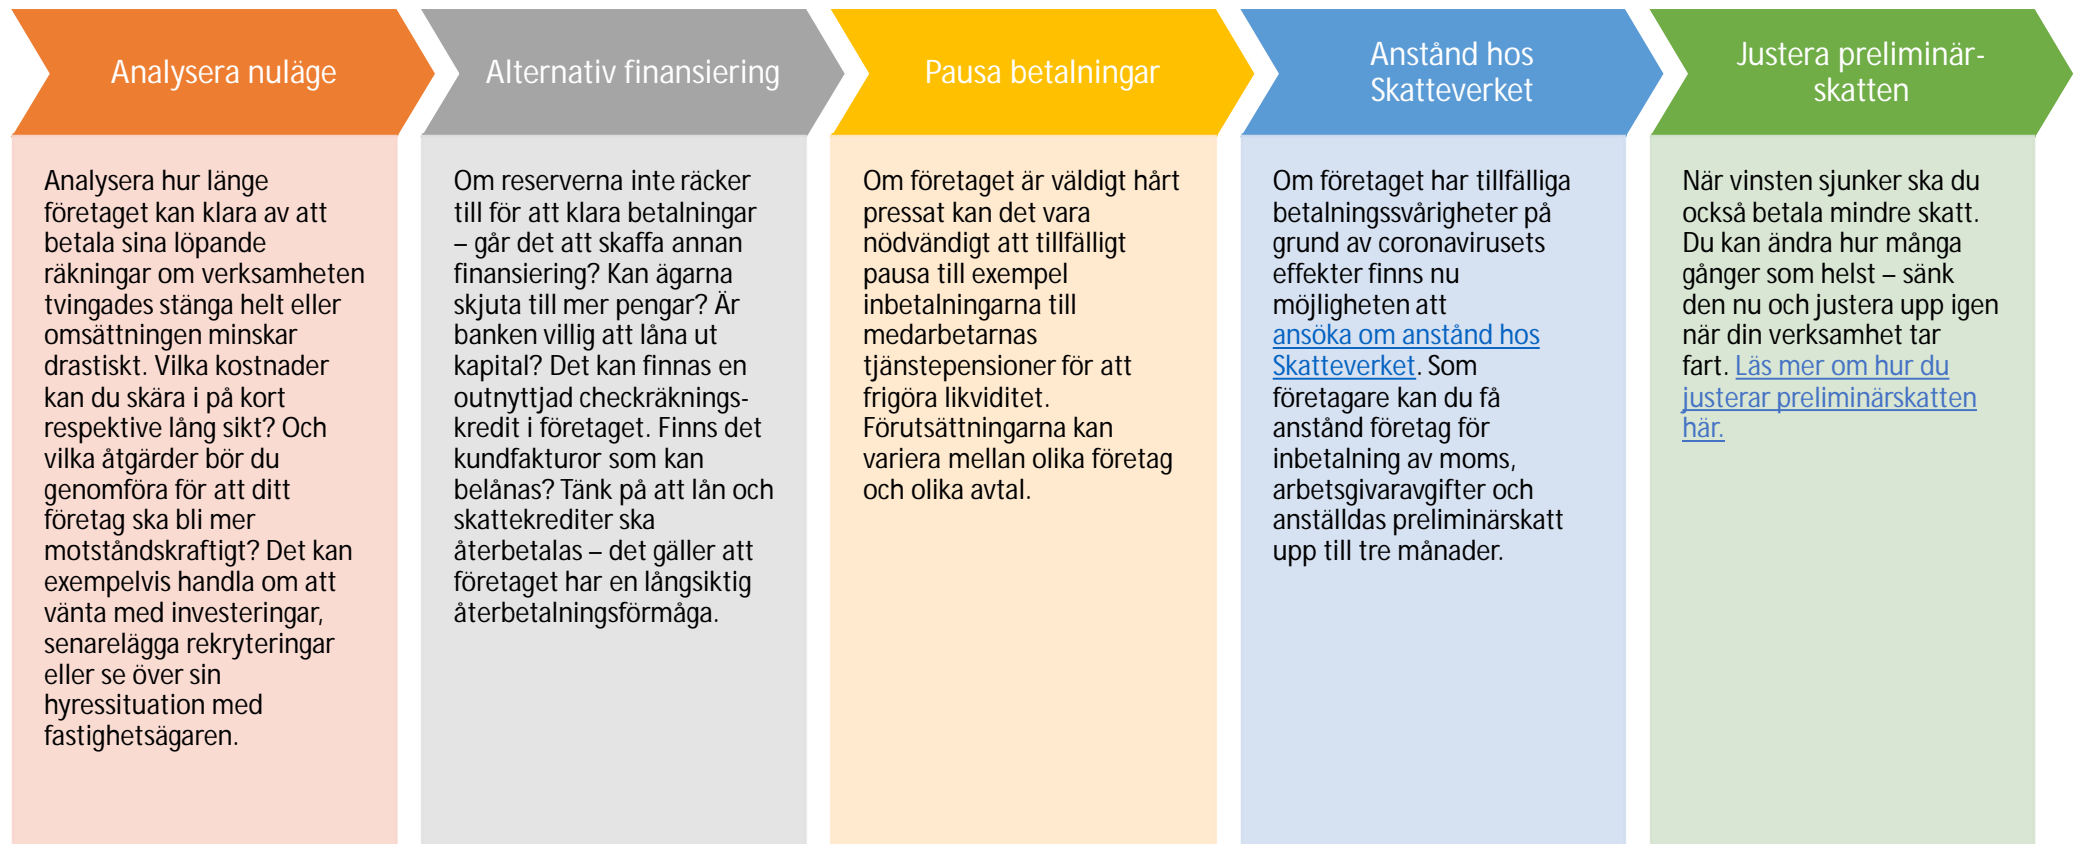 Analysera nuläge
Analysera hur länge
företaget kan klara av att
betala sina löpande
räkningar om verksamheten
tvingades stänga helt eller
omsättningen minskar
drastiskt. Vilka kostnader
kan du skära i på kort
respektive lång sikt? Och
vilka åtgärder bör du
genomföra för att ditt
företag ska bli mer
motståndskraftigt? Det kan
exempelvis handla om att
vänta med investeringar,
senarelägga rekryteringar
eller se över sin
hyressituation med
fastighetsägaren.
Alternativ finansiering
Om reserverna inte räcker
till för att klara betalningar
– går det att skaffa annan
finansiering? Kan ägarna
skjuta till mer pengar? Är
banken villig att låna ut
kapital? Det kan finnas en
outnyttjad checkräknings-
kredit i företaget. Finns det
kundfakturor som kan
belånas? Tänk på att lån och
skattekrediter ska
återbetalas – det gäller att
företaget har en långsiktig
återbetalningsförmåga.
Pausa betalningar
Om företaget är väldigt hårt
pressat kan det vara
nödvändigt att tillfälligt
pausa till exempel
inbetalningarna till
medarbetarnas
tjänstepensioner för att
frigöra likviditet.
Förutsättningarna kan
variera mellan olika företag
och olika avtal.
Anstånd hos
Skatteverket
Om företaget har tillfälliga
betalningssvårigheter på
grund av coronavirusets
effekter finns nu
möjligheten att
ansöka om anstånd hos
Skatteverket. Som
företagare kan du få
anstånd företag för
inbetalning av moms,
arbetsgivaravgifter och
anställdas preliminärskatt
upp till tre månader.
Justera preliminär-
skatten
När vinsten sjunker ska du
också betala mindre skatt.
Du kan ändra hur många
gånger som helst – sänk
den nu och justera upp igen
när din verksamhet tar
fart. Läs mer om hur du
justerar preliminärskatten
här.